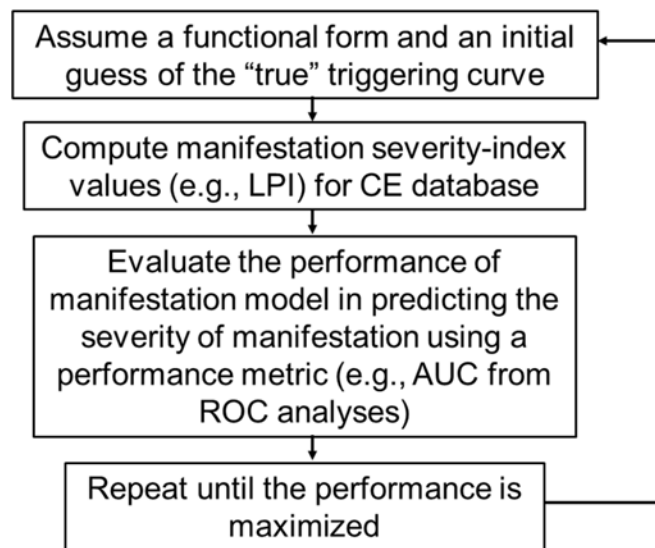 Assume a functional form and an initial
guess of the “true” triggering curve
Compute manifestation severity-index
values (e.g., LPI) for CE database
Evaluate the performance of
manifestation model in predicting the
severity of manifestation using a
performance metric (e.g., AUC from
ROC analyses)
Repeat until the performance is
maximized